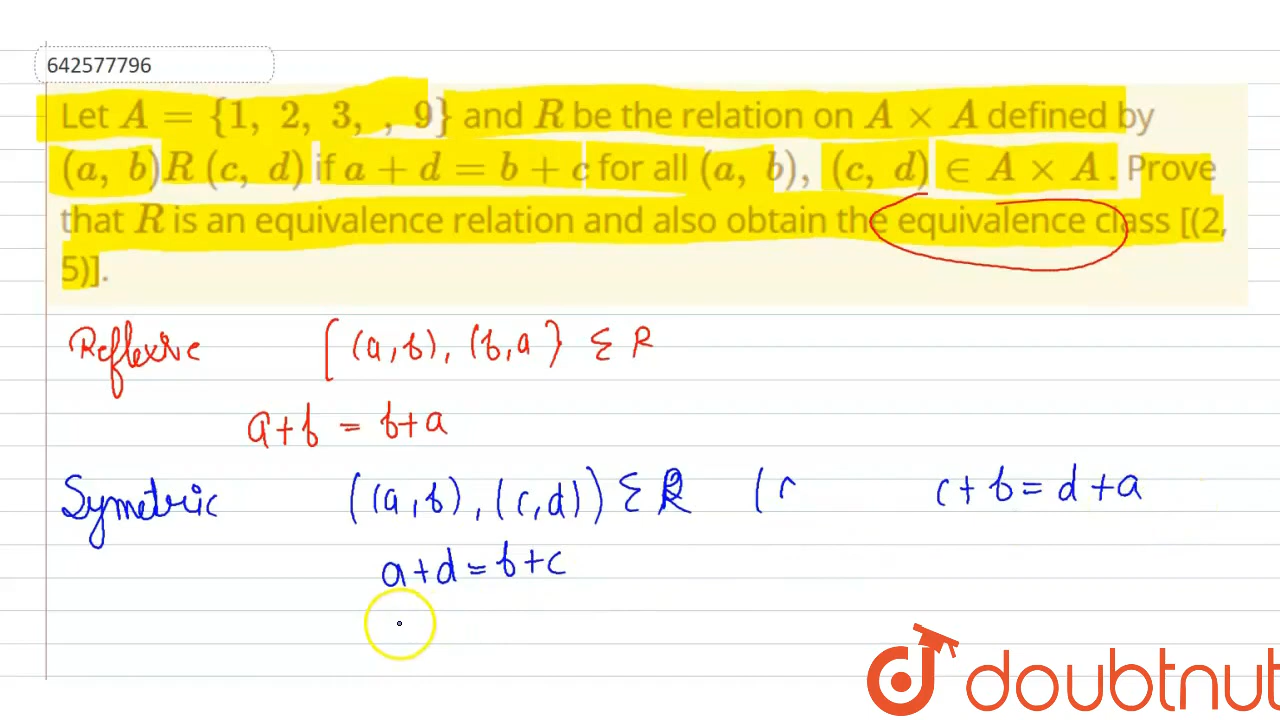 642577796
Let A = {1, 2, 3, , 9} and R be the relation on A × A defined by
(a, b)R (c, d) if a + d = b + c for all (a, b), (c, d) ∈ A × A. Prove
that R is an equivalence relation and also obtain the equivalence class [(2,
5)].
Reflexive [(a,b), (b,a} Σ R
a+b = b+a
Symetric ((a,b), (c,d)) Σ R (c c+b=d+a
a+d=b+c
doubtnut